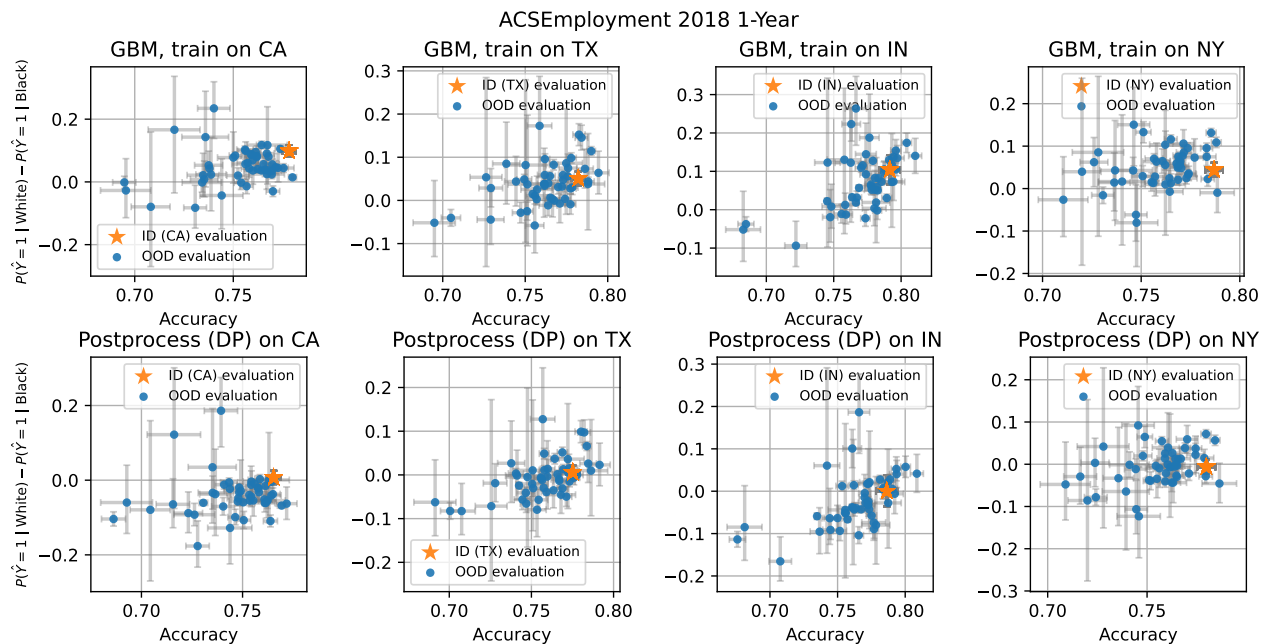 ACSEmployment 2018 1-Year
GBM, train on CA
GBM, train on TX
GBM, train on IN
GBM, train on NY
P(Ŷ = 1 | White) − P(Ŷ = 1 | Black)
0.2
0.0
−0.2
ID (CA) evaluation
OOD evaluation
0.70
0.75
Accuracy
0.3
0.2
0.1
0.0
−0.1
ID (TX) evaluation
OOD evaluation
0.70
0.75
0.80
Accuracy
0.3
0.2
0.1
0.0
−0.1
ID (IN) evaluation
OOD evaluation
0.70
0.75
0.80
Accuracy
0.2
0.1
0.0
−0.1
−0.2
ID (NY) evaluation
OOD evaluation
0.70
0.75
0.80
Accuracy
Postprocess (DP) on CA
Postprocess (DP) on TX
Postprocess (DP) on IN
Postprocess (DP) on NY
P(Ŷ = 1 | White) − P(Ŷ = 1 | Black)
0.2
0.0
−0.2
ID (CA) evaluation
OOD evaluation
0.70
0.75
Accuracy
0.2
0.1
0.0
−0.1
−0.2
ID (TX) evaluation
OOD evaluation
0.70
0.75
0.80
Accuracy
0.3
0.2
0.1
0.0
−0.1
−0.2
ID (IN) evaluation
OOD evaluation
0.70
0.75
0.80
Accuracy
0.2
0.1
0.0
−0.1
−0.2
−0.3
ID (NY) evaluation
OOD evaluation
0.70
0.75
Accuracy